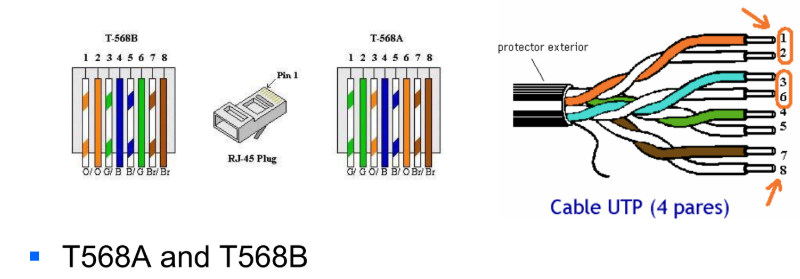 T-568B
1 2 3 4 5 6 7 8
O/ O G/ B B/ G Br/ Br
Pin 1
RJ-45 Plug
T-568A
1 2 3 4 5 6 7 8
G/ G O/ B B/ O Br/ Br
protector exterior
1
2
3
6
4
5
7
8
Cable UTP (4 pares)
T568A and T568B